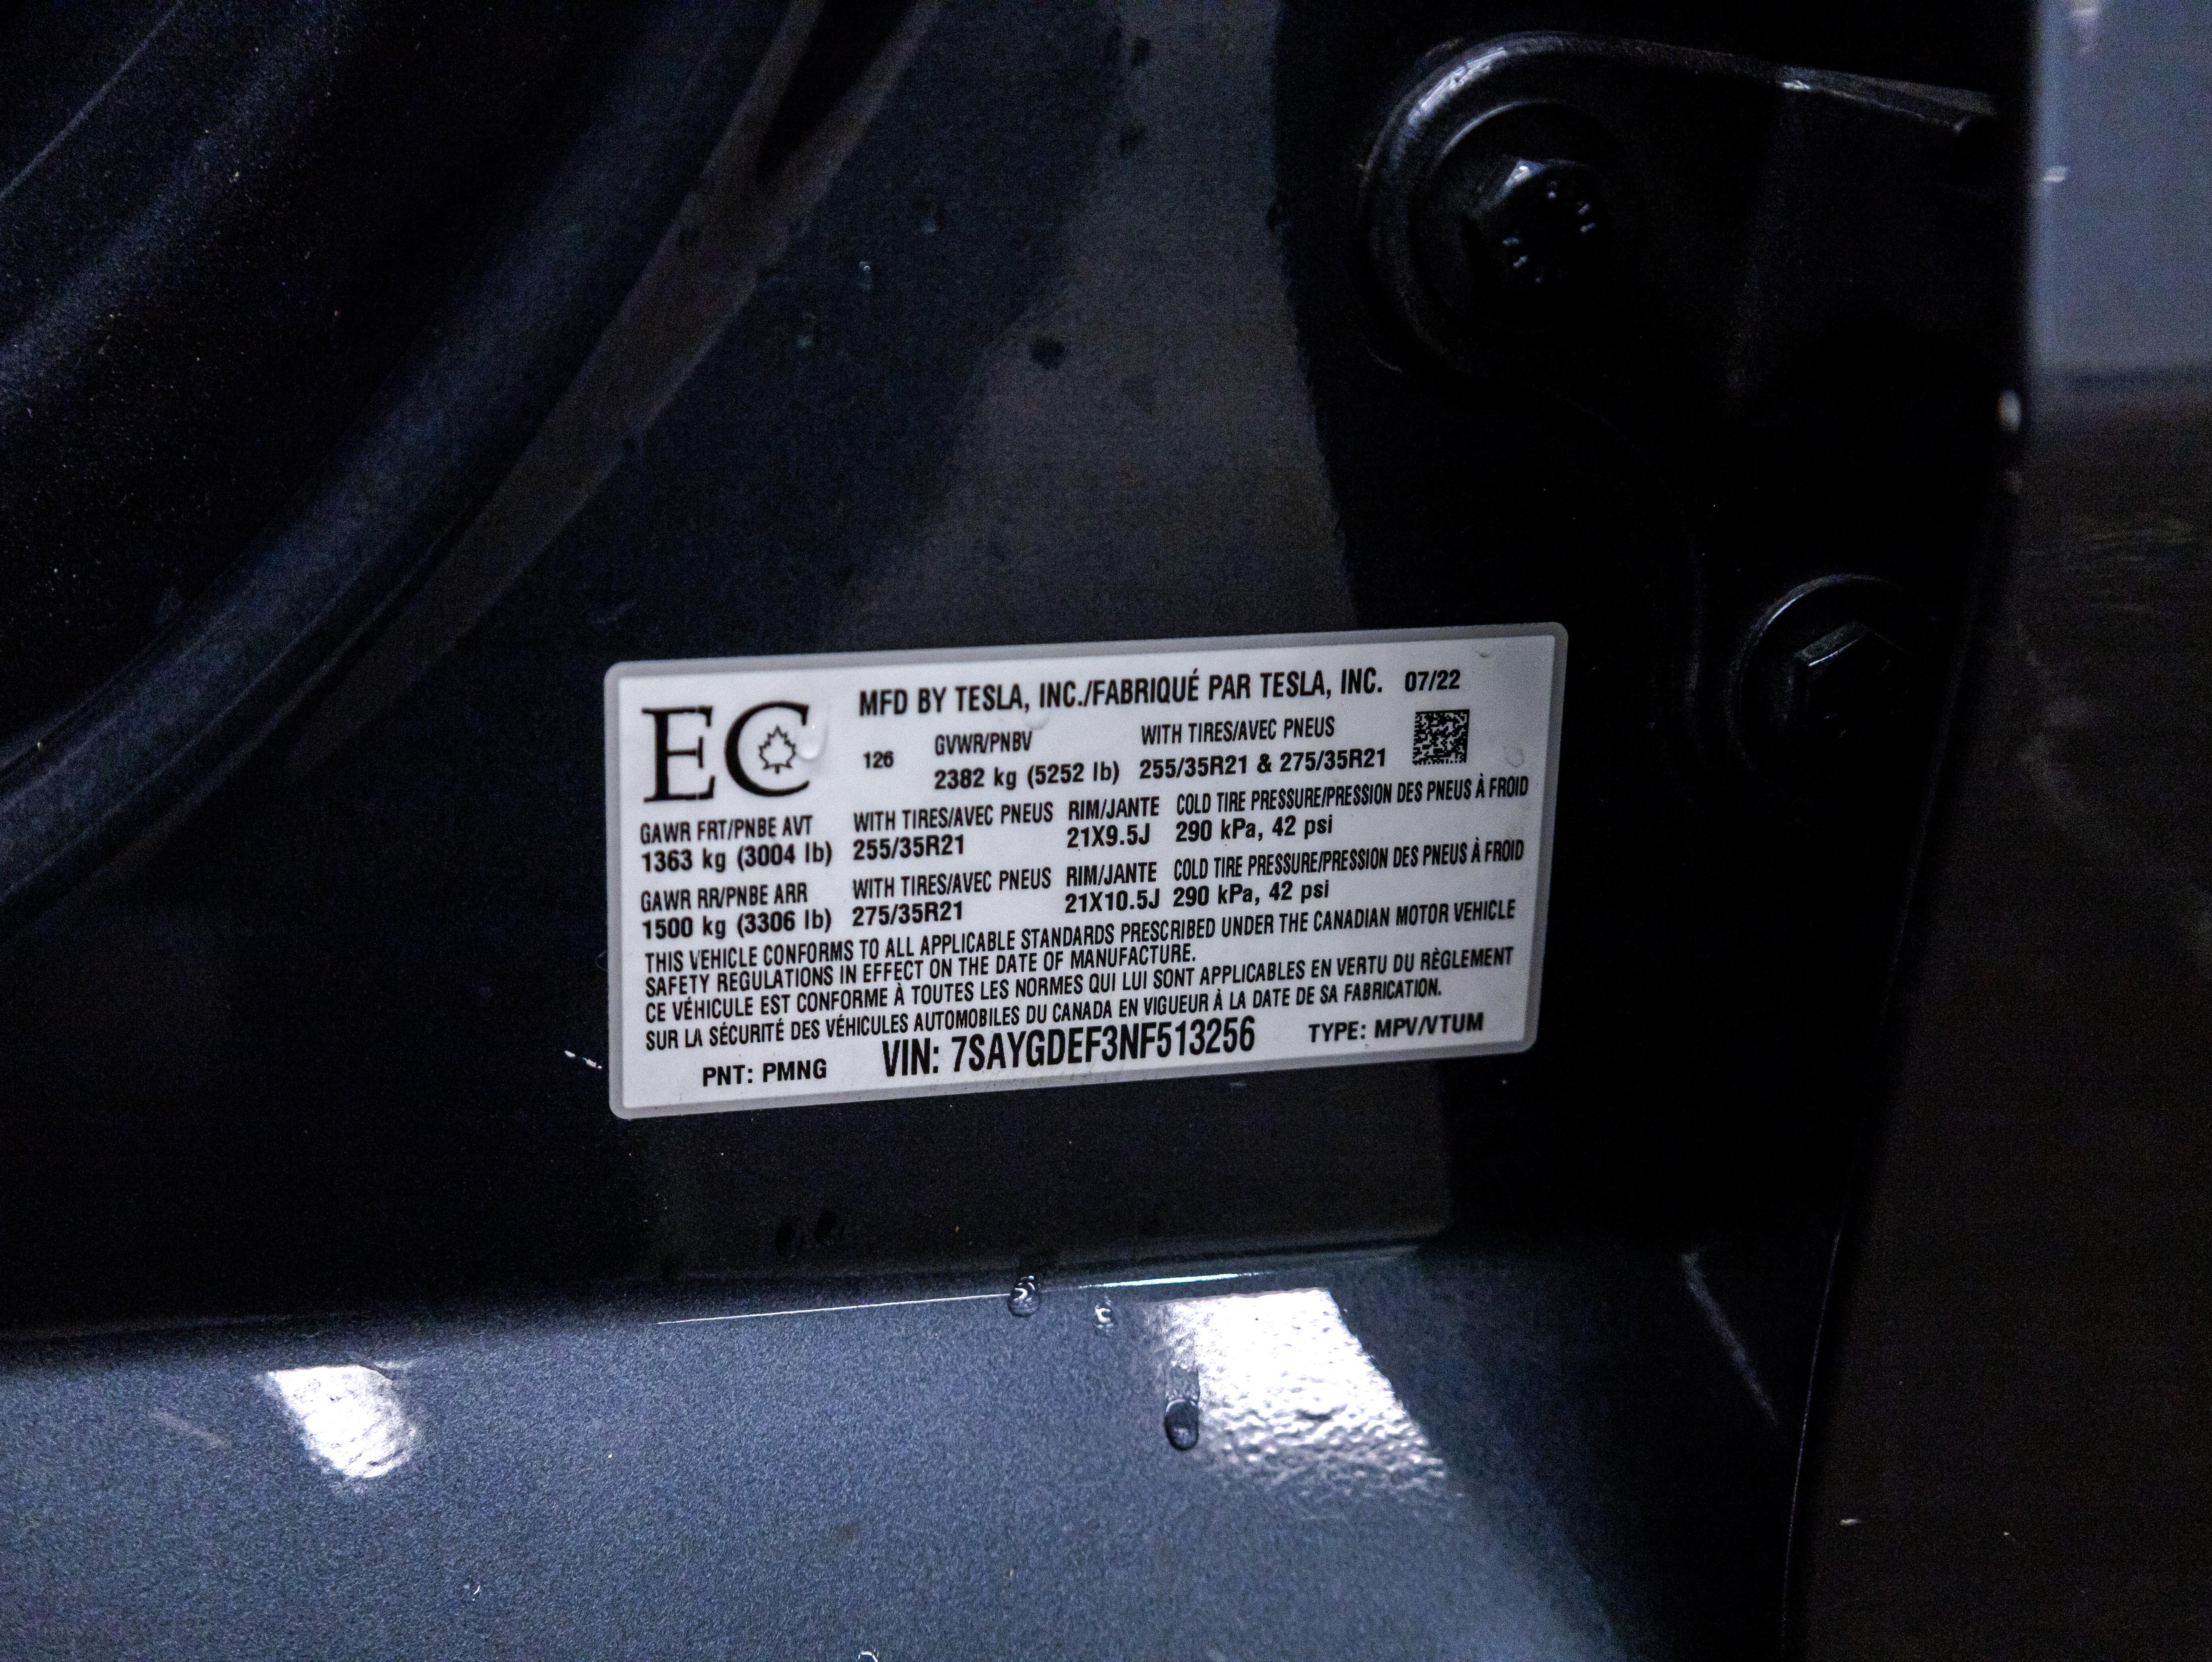 EC
MFD BY TESLA, INC./FABRIQUÉ PAR TESLA, INC. 07/22
126 GVWR/PNBV WITH TIRES/AVEC PNEUS
2382 kg (5252 lb) 255/35R21 & 275/35R21
GAWR FRT/PNBE AVT WITH TIRES/AVEC PNEUS RIM/JANTE COLD TIRE PRESSURE/PRESSION DES PNEUS À FROID
1363 kg (3004 lb) 255/35R21 21X9.5J 290 kPa, 42 psi
GAWR RR/PNBE ARR WITH TIRES/AVEC PNEUS RIM/JANTE COLD TIRE PRESSURE/PRESSION DES PNEUS À FROID
1500 kg (3306 lb) 275/35R21 21X10.5J 290 kPa, 42 psi
THIS VEHICLE CONFORMS TO ALL APPLICABLE STANDARDS PRESCRIBED UNDER THE CANADIAN MOTOR VEHICLE
SAFETY REGULATIONS IN EFFECT ON THE DATE OF MANUFACTURE.
CE VÉHICULE EST CONFORME À TOUTES LES NORMES QUI LUI SONT APPLICABLES EN VERTU DU RÈGLEMENT
SUR LA SÉCURITÉ DES VÉHICULES AUTOMOBILES DU CANADA EN VIGUEUR À LA DATE DE SA FABRICATION.
PNT: PMNG VIN: 7SAYGDEF3NF513256 TYPE: MPV/VTUM